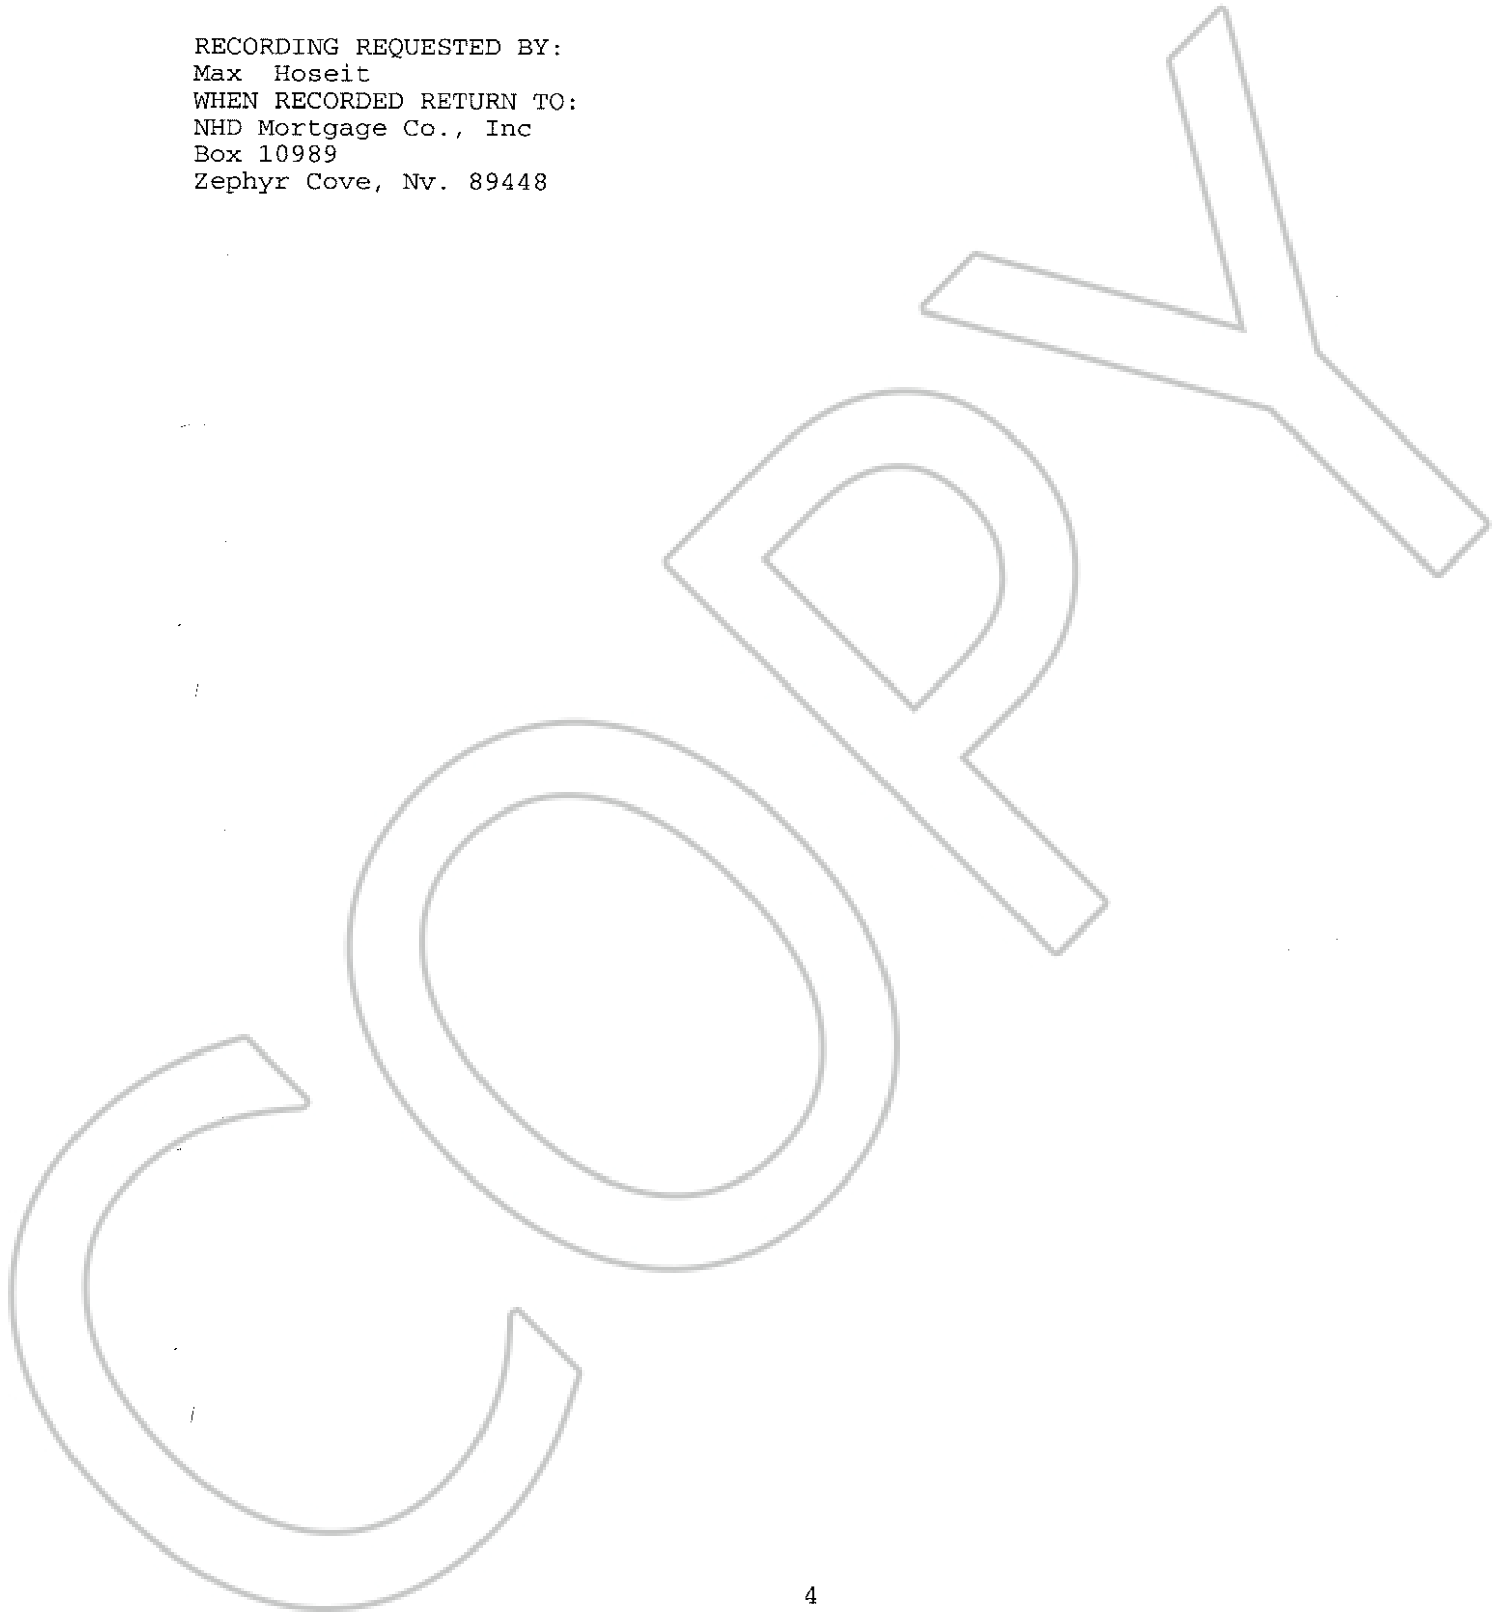 RECORDING REQUESTED BY:
Max  Hoseit
WHEN RECORDED RETURN TO:
NHD Mortgage Co., Inc
Box 10989
Zephyr Cove, Nv. 89448
COPY
4